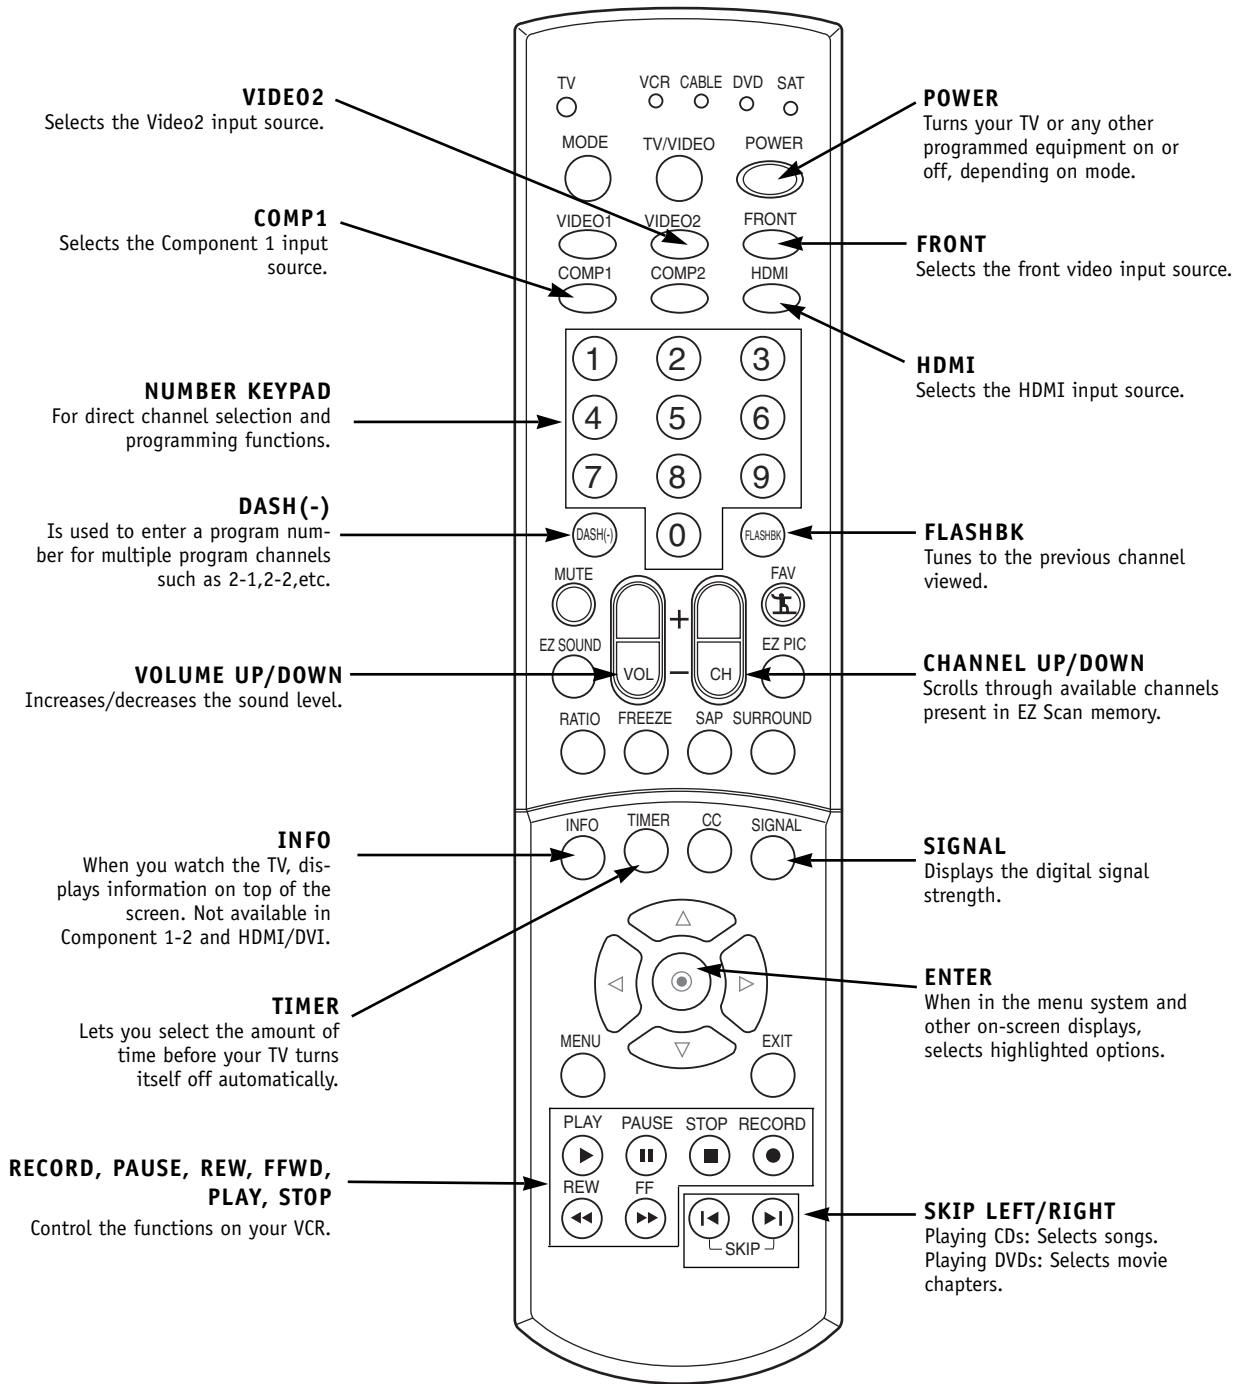 VIDEO2
Selects the Video2 input source.
COMP1
Selects the Component 1 input
source.
NUMBER KEYPAD
For direct channel selection and
programming functions.
DASH(-)
Is used to enter a program num-
ber for multiple program channels
such as 2-1,2-2,etc.
VOLUME UP/DOWN
Increases/decreases the sound level.
INFO
When you watch the TV, dis-
plays information on top of the
screen. Not available in
Component 1-2 and HDMI/DVI.
TIMER
Lets you select the amount of
time before your TV turns
itself off automatically.
RECORD, PAUSE, REW, FFWD,
PLAY, STOP
Control the functions on your VCR.
TV VCR CABLE DVD SAT
MODE TV/VIDEO POWER
VIDEO1 VIDEO2 FRONT
COMP1 COMP2 HDMI
1 2 3
4 5 6
7 8 9
DASH(-) 0 FLASHBK
MUTE + FAV
EZ SOUND VOL – CH EZ PIC
RATIO FREEZE SAP SURROUND
INFO TIMER CC SIGNAL
MENU EXIT
PLAY PAUSE STOP RECORD
REW FF
SKIP
POWER
Turns your TV or any other
programmed equipment on or
off, depending on mode.
FRONT
Selects the front video input source.
HDMI
Selects the HDMI input source.
FLASHBK
Tunes to the previous channel
viewed.
CHANNEL UP/DOWN
Scrolls through available channels
present in EZ Scan memory.
SIGNAL
Displays the digital signal
strength.
ENTER
When in the menu system and
other on-screen displays,
selects highlighted options.
SKIP LEFT/RIGHT
Playing CDs: Selects songs.
Playing DVDs: Selects movie
chapters.